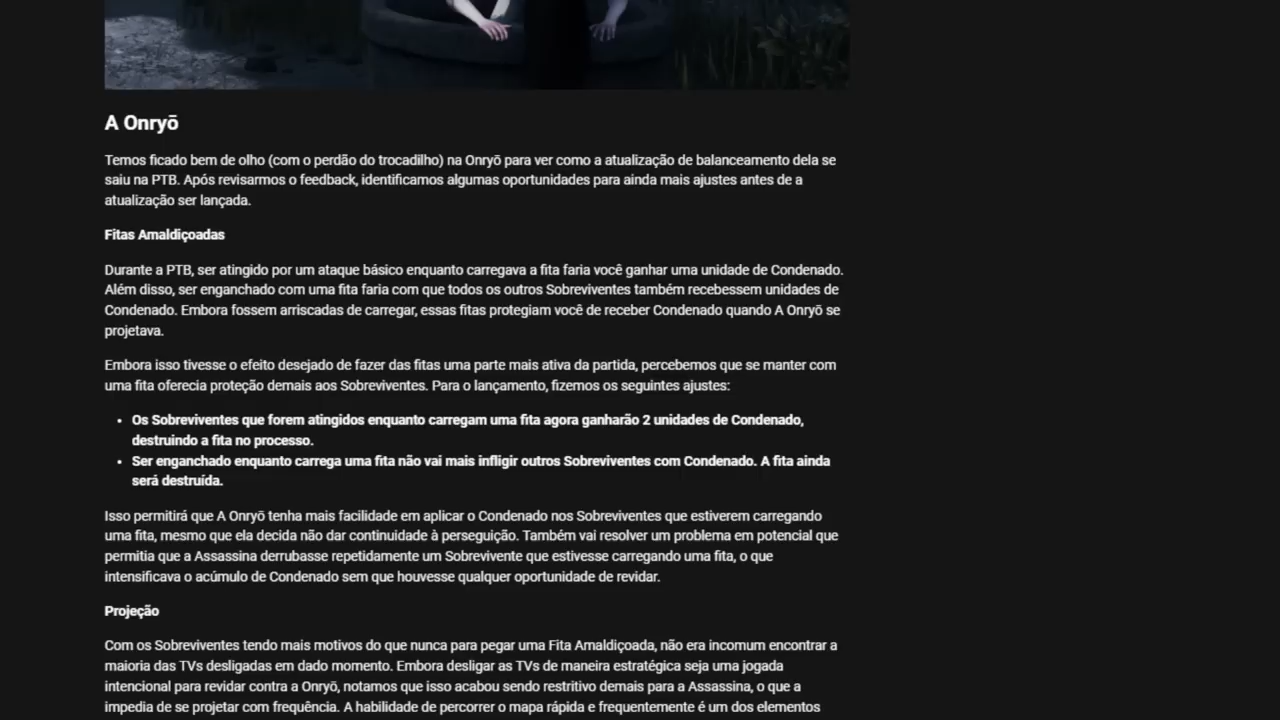 A Onryō
Temos ficado bem de olho (com o perdão do trocadilho) na Onryō para ver como a atualização de balanceamento dela se
saiu na PTB. Após revisarmos o feedback, identificamos algumas oportunidades para ainda mais ajustes antes de a
atualização ser lançada.
Fitas Amaldiçoadas
Durante a PTB, ser atingido por um ataque básico enquanto carregava a fita faria você ganhar uma unidade de Condenado.
Além disso, ser enganchado com uma fita faria com que todos os outros Sobreviventes também recebessem unidades de
Condenado. Embora fossem arriscadas de carregar, essas fitas protegiam você de receber Condenado quando A Onryō se
projetava.
Embora isso tivesse o efeito desejado de fazer das fitas uma parte mais ativa da partida, percebemos que se manter com
uma fita oferecia proteção demais aos Sobreviventes. Para o lançamento, fizemos os seguintes ajustes:
• Os Sobreviventes que forem atingidos enquanto carregam uma fita agora ganharão 2 unidades de Condenado,
destruindo a fita no processo.
• Ser enganchado enquanto carrega uma fita não vai mais infligir outros Sobreviventes com Condenado. A fita ainda
será destruída.
Isso permitirá que A Onryō tenha mais facilidade em aplicar o Condenado nos Sobreviventes que estiverem carregando
uma fita, mesmo que ela decida não dar continuidade à perseguição. Também vai resolver um problema em potencial que
permitia que a Assassina derrubasse repetidamente um Sobrevivente que estivesse carregando uma fita, o que
intensificava o acúmulo de Condenado sem que houvesse qualquer oportunidade de revidar.
Projeção
Com os Sobreviventes tendo mais motivos do que nunca para pegar uma Fita Amaldiçoada, não era incomum encontrar a
maioria das TVs desligadas em dado momento. Embora desligar as TVs de maneira estratégica seja uma jogada
intencional para revidar contra a Onryō, notamos que isso acabou sendo restritivo demais para a Assassina, o que a
impedia de se projetar com frequência. A habilidade de percorrer o mapa rápida e frequentemente é um dos elementos